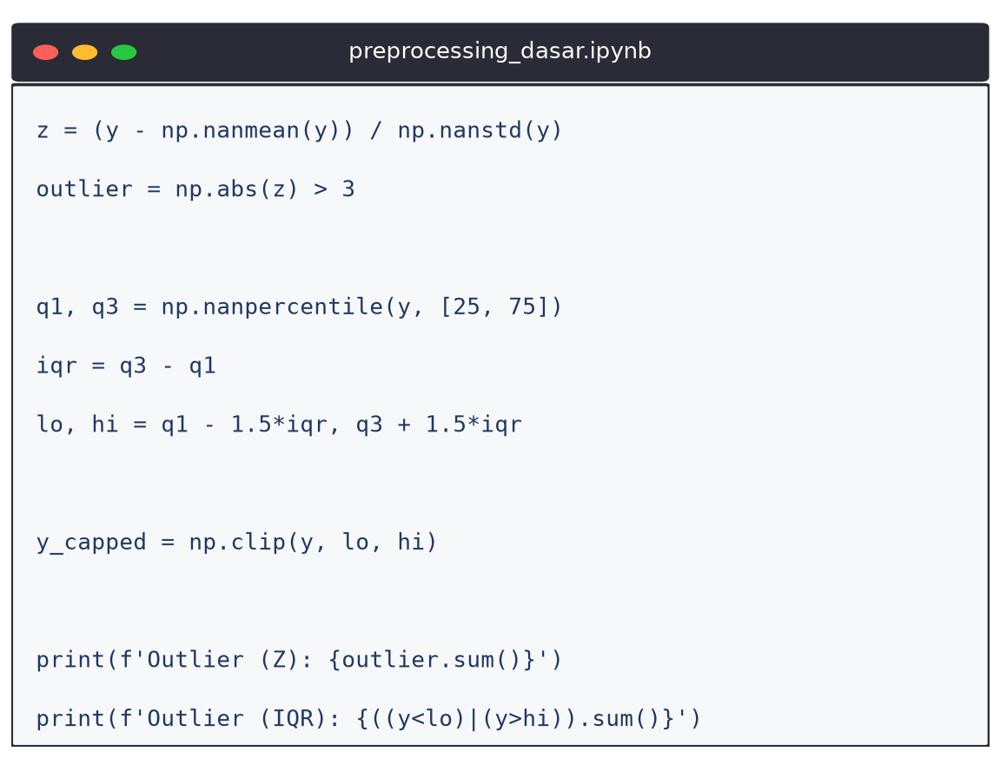 preprocessing_dasar.ipynb
z = (y - np.nanmean(y)) / np.nanstd(y)
outlier = np.abs(z) > 3
q1, q3 = np.nanpercentile(y, [25, 75])
iqr = q3 - q1
lo, hi = q1 - 1.5*iqr, q3 + 1.5*iqr
y_capped = np.clip(y, lo, hi)
print(f'Outlier (Z): {outlier.sum()}')
print(f'Outlier (IQR): {((y<lo)|(y>hi)).sum()}')